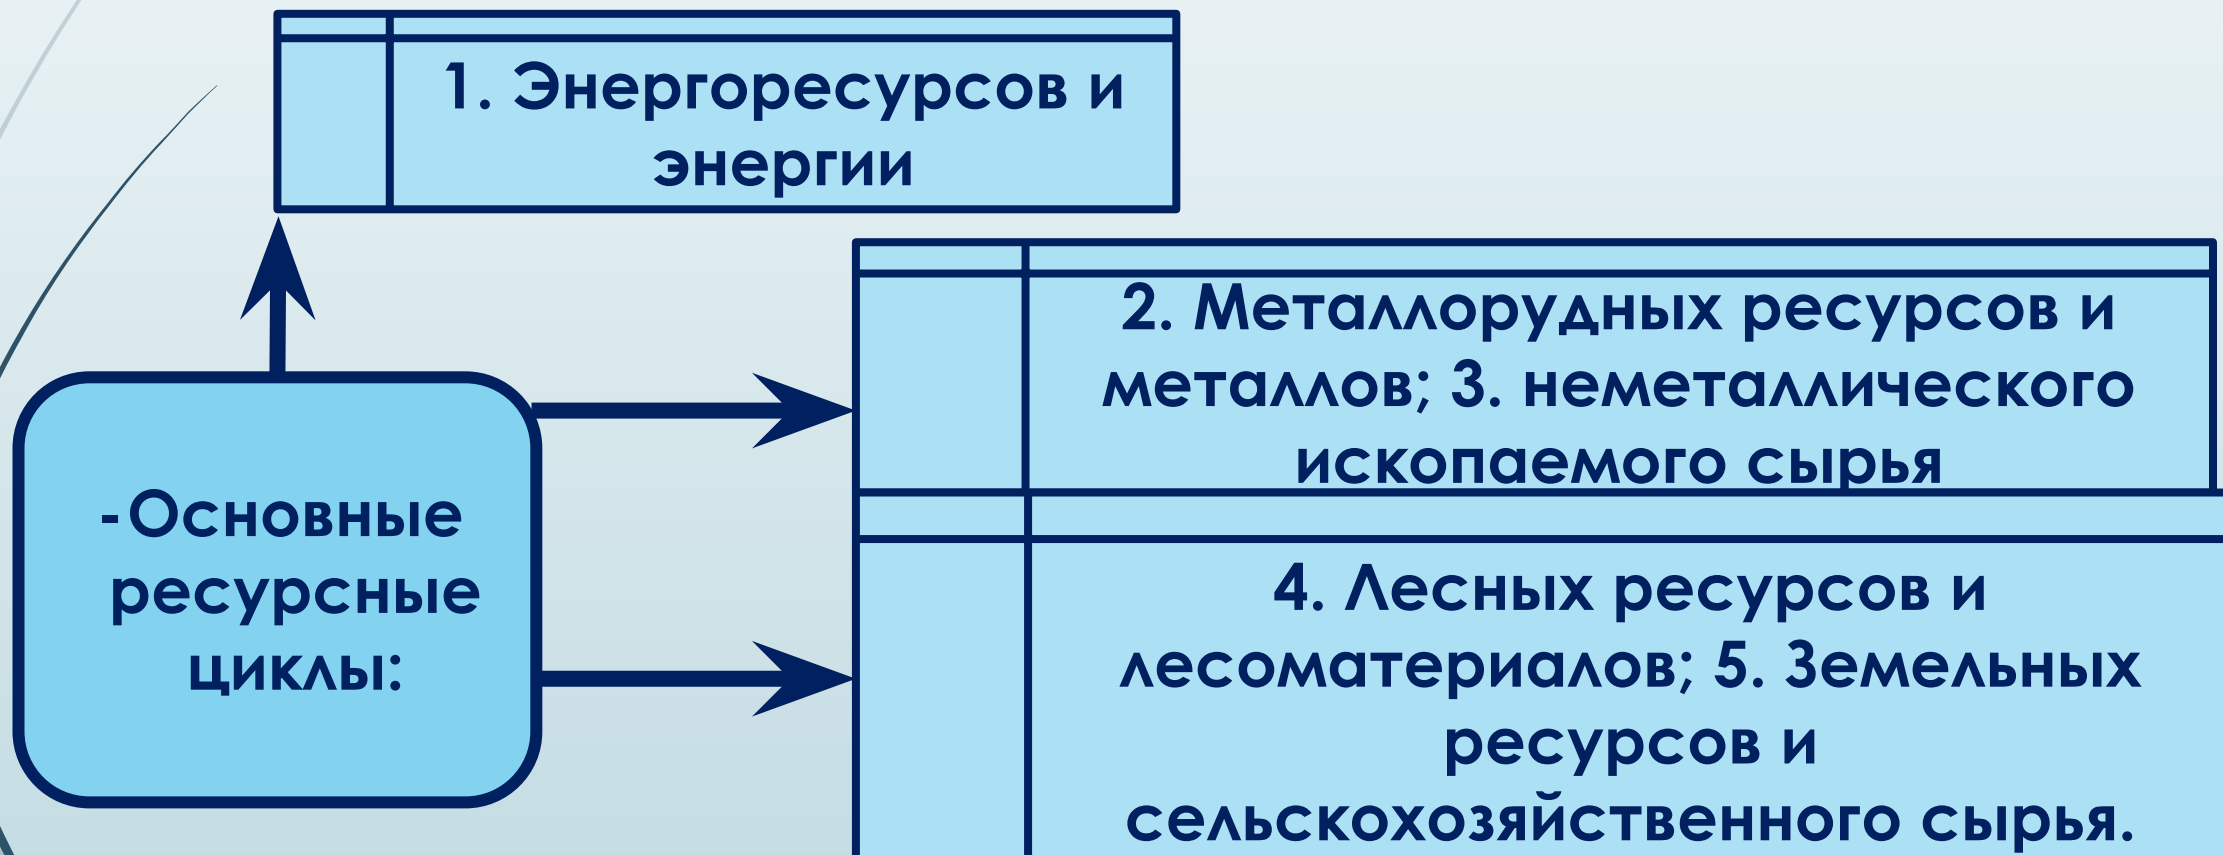 1. Энергоресурсов и
энергии
2. Металлорудных ресурсов и
металлов; 3. неметаллического
ископаемого сырья
-Основные
ресурсные
циклы:
4. Лесных ресурсов и
лесоматериалов; 5. Земельных
ресурсов и
сельскохозяйственного сырья.